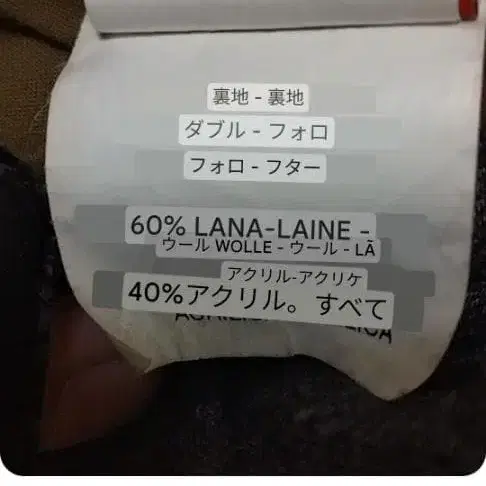 裏地 - 裏地
ダブル - フォロ
フォロ - フター
60% LANA-LAINE -
ウール WOLLE - ウール - LÃ
アクリル-アクリケ
40%アクリル。すべて